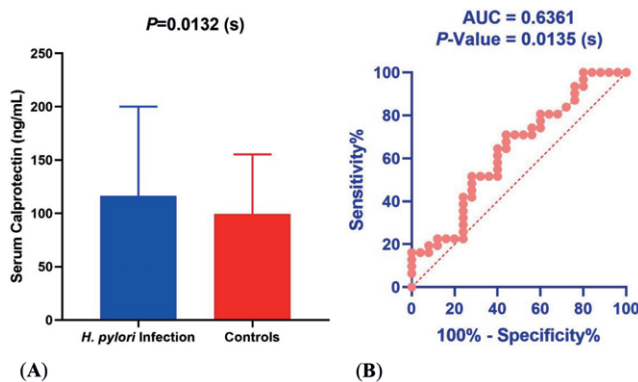 P=0.0132 (s)
Serum Calprotectin (ng/mL)
250
200
150
100
50
0
H. pylori Infection
Controls
(A)
AUC = 0.6361
P-Value = 0.0135 (s)
Sensitivity%
100
80
60
40
20
0
0 20 40 60 80 100
100% - Specificity%
(B)